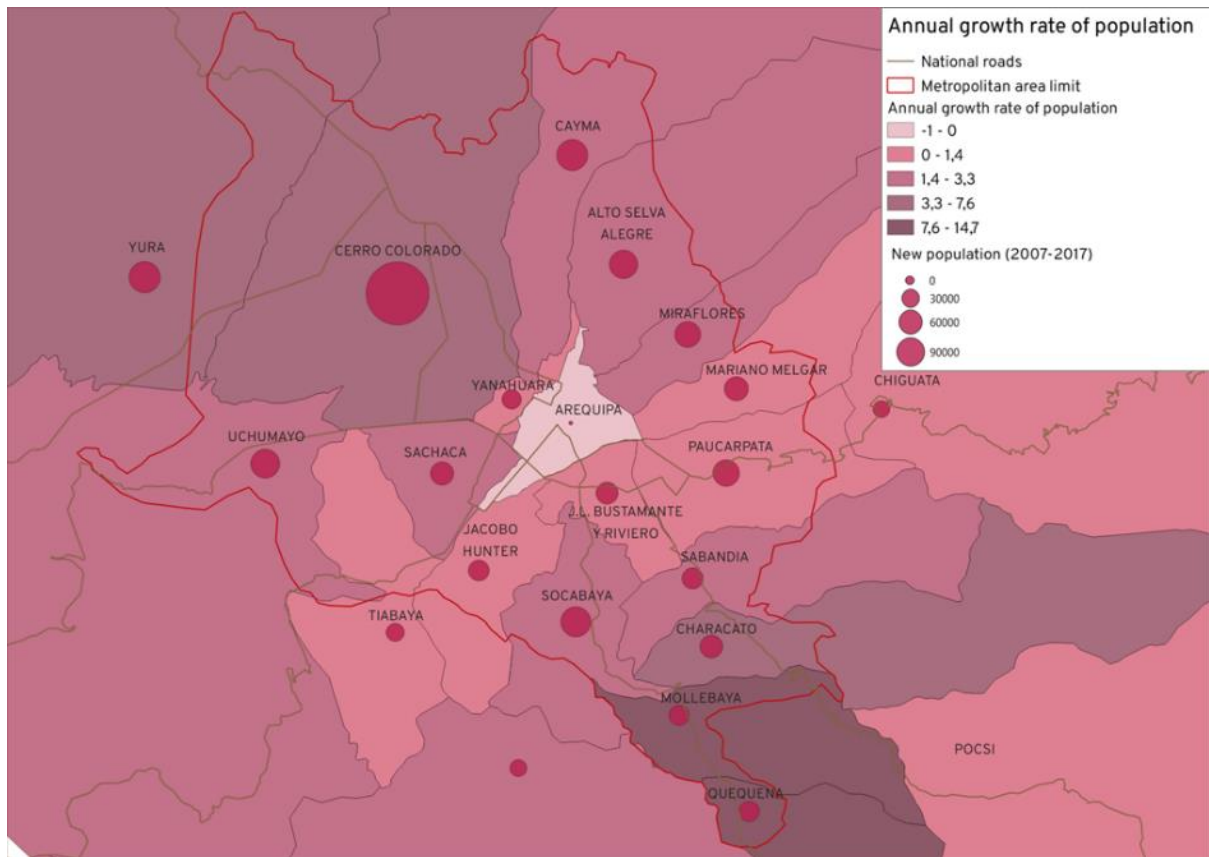 Annual growth rate of population
National roads
Metropolitan area limit
Annual growth rate of population
-1 - 0
0 - 1,4
1,4 - 3,3
3,3 - 7,6
7,6 - 14,7
New population (2007-2017)
0
30000
60000
90000
CAYMA
ALTO SELVA
ALEGRE
YURA
CERRO COLORADO
MIRAFLORES
MARIANO MELGAR
CHIGUATA
YANAHUARA
AREQUIPA
UCHUMAYO
SACHACA
PAUCARPATA
J.L. BUSTAMANTE
Y RIVIERO
JACOBO
HUNTER
SABANDIA
SOCABAYA
TIABAYA
CHARACATO
MOLLEBAYA
POCSI
QUEQUENA